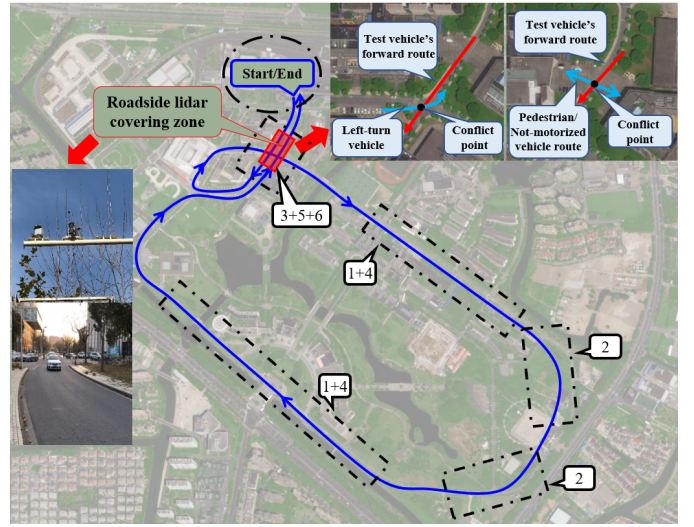 Start/End
Roadside lidar
covering zone
Test vehicle's
forward route
Left-turn
vehicle
Conflict
point
Test vehicle's
forward route
Pedestrian/
Not-motorized
vehicle route
Conflict
point
3+5+6
1+4
2
1+4
2